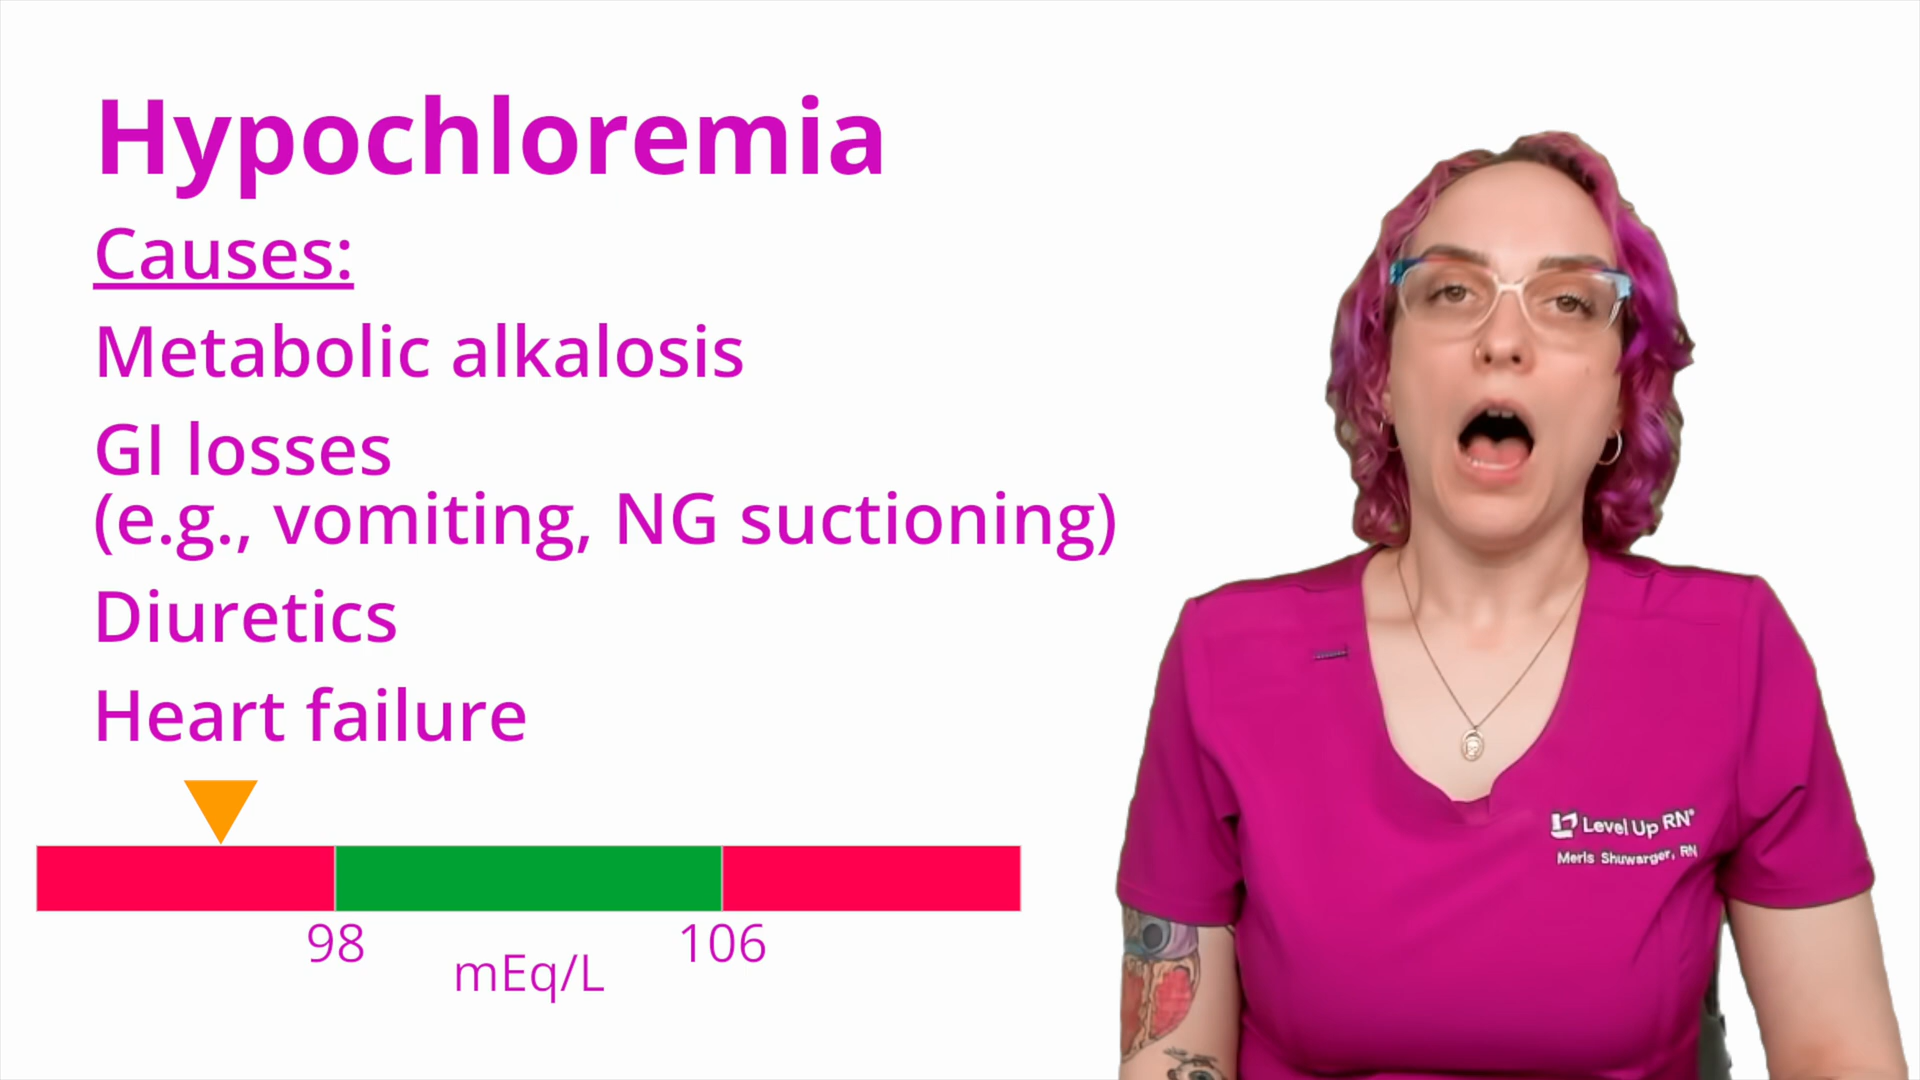 Hypochloremia
Causes:
Metabolic alkalosis
GI losses
(e.g., vomiting, NG suctioning)
Diuretics
Heart failure
98
106
mEq/L
Level Up RN®
Meris Shuwarger, RN